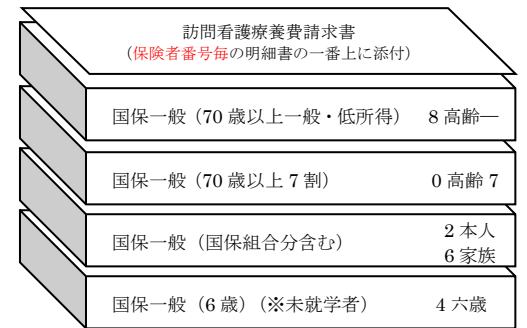 訪問看護療養費請求書
（保険者番号毎の明細書の一番上に添付）
国保一般（70 歳以上一般・低所得） 8 高齢一
国保一般（70 歳以上 7 割） 0 高齢 7
国保一般（国保組合分含む） 2 本人
6 家族
国保一般（6 歳）（※未就学者） 4 六歳